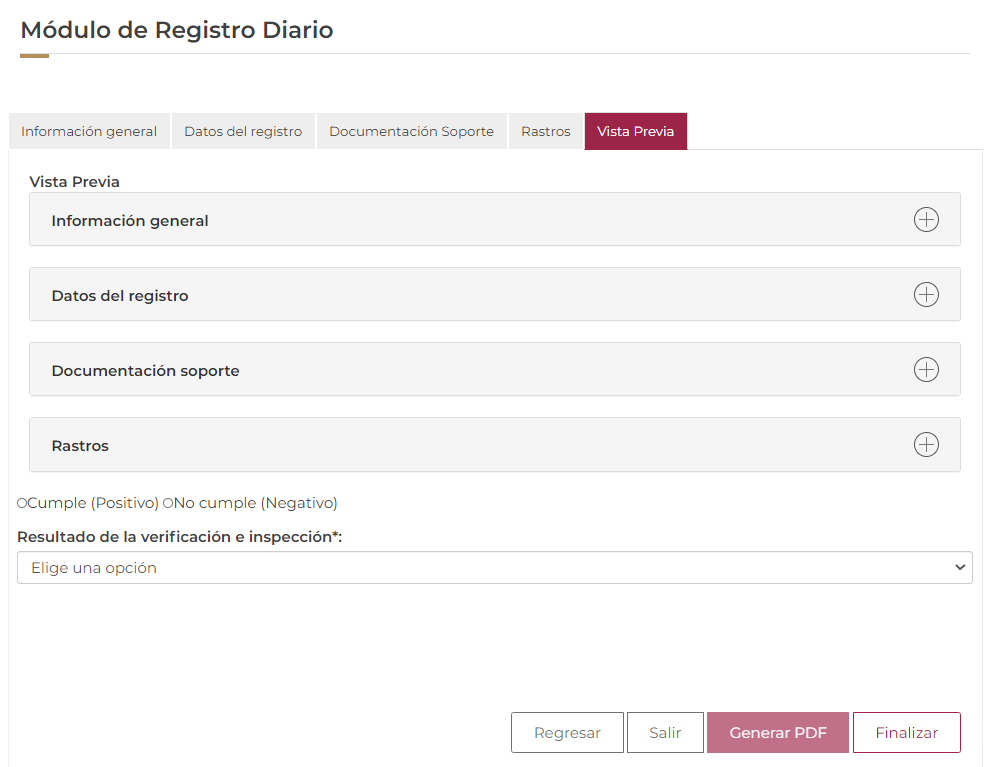 Módulo de Registro Diario
Información general Datos del registro Documentación Soporte Rastros Vista Previa
Vista Previa
Información general
Datos del registro
Documentación soporte
Rastros
Cumple (Positivo) No cumple (Negativo)
Resultado de la verificación e inspección*:
Elige una opción
Regresar Salir Generar PDF Finalizar